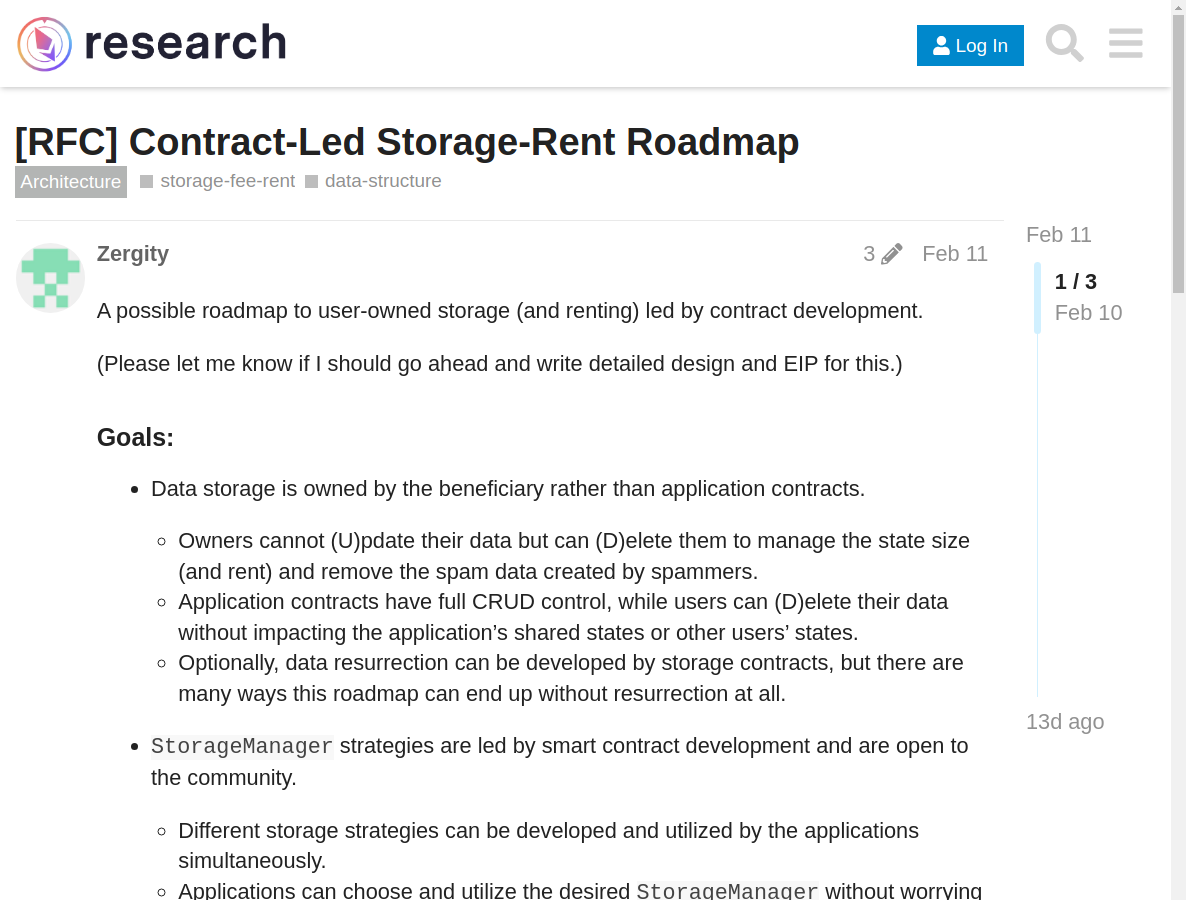 research
Log In
[RFC] Contract-Led Storage-Rent Roadmap
Architecture storage-fee-rent data-structure
Zergity 3 Feb 11
A possible roadmap to user-owned storage (and renting) led by contract development.
(Please let me know if I should go ahead and write detailed design and EIP for this.)
Goals:
Data storage is owned by the beneficiary rather than application contracts.
Owners cannot (U)pdate their data but can (D)elete them to manage the state size
(and rent) and remove the spam data created by spammers.
Application contracts have full CRUD control, while users can (D)elete their data
without impacting the application’s shared states or other users’ states.
Optionally, data resurrection can be developed by storage contracts, but there are
many ways this roadmap can end up without resurrection at all.
StorageManager strategies are led by smart contract development and are open to
the community.
Different storage strategies can be developed and utilized by the applications
simultaneously.
Applications can choose and utilize the desired StorageManager without worrying
Feb 11
1 / 3
Feb 10
13d ago